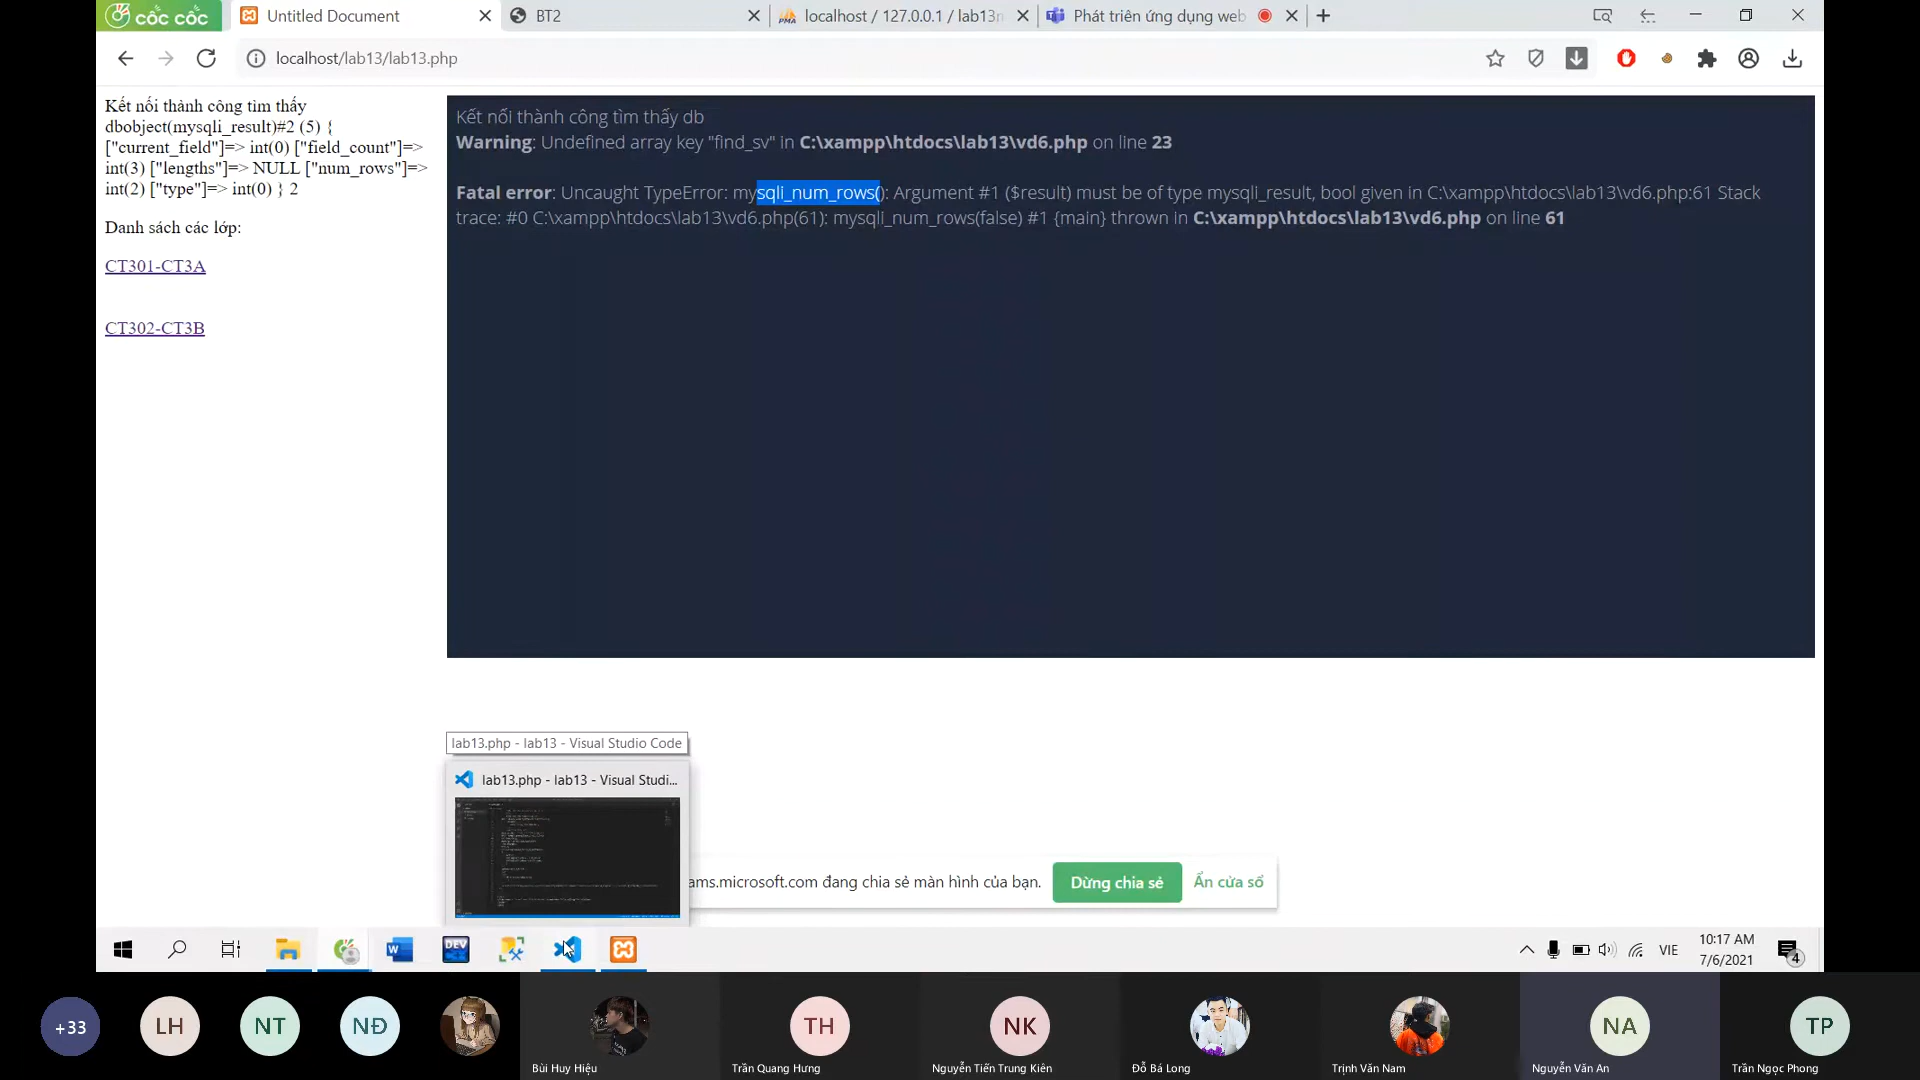 cốc cốc
Untitled Document
BT2
localhost / 127.0.0.1 / lab13
Phát triên ứng dụng web
localhost/lab13/lab13.php
Kết nối thành công tìm thấy
dbobject(mysqli_result)#2 (5) {
["current_field"]=> int(0) ["field_count"]=>
int(3) ["lengths"]=> NULL ["num_rows"]=>
int(2) ["type"]=> int(0) } 2
Danh sách các lớp:
CT301-CT3A
CT302-CT3B
Kết nối thành công tìm thấy db
Warning: Undefined array key "find_sv" in C:\xampp\htdocs\lab13\vd6.php on line 23
Fatal error: Uncaught TypeError: mysqli_num_rows(): Argument #1 ($result) must be of type mysqli_result, bool given in C:\xampp\htdocs\lab13\vd6.php:61 Stack
trace: #0 C:\xampp\htdocs\lab13\vd6.php(61): mysqli_num_rows(false) #1 {main} thrown in C:\xampp\htdocs\lab13\vd6.php on line 61
lab13.php - lab13 - Visual Studio Code
lab13.php - lab13 - Visual Studi...
ams.microsoft.com đang chia sẻ màn hình của bạn.
Dừng chia sẻ
Ẩn cửa sổ
DEV
VIE
10:17 AM
7/6/2021
4
+33
LH
NT
NĐ
Bùi Huy Hiệu
TH
Trần Quang Hưng
NK
Nguyễn Tiến Trung Kiên
Đỗ Bá Long
Trịnh Văn Nam
NA
Nguyễn Văn An
TP
Trần Ngọc Phong